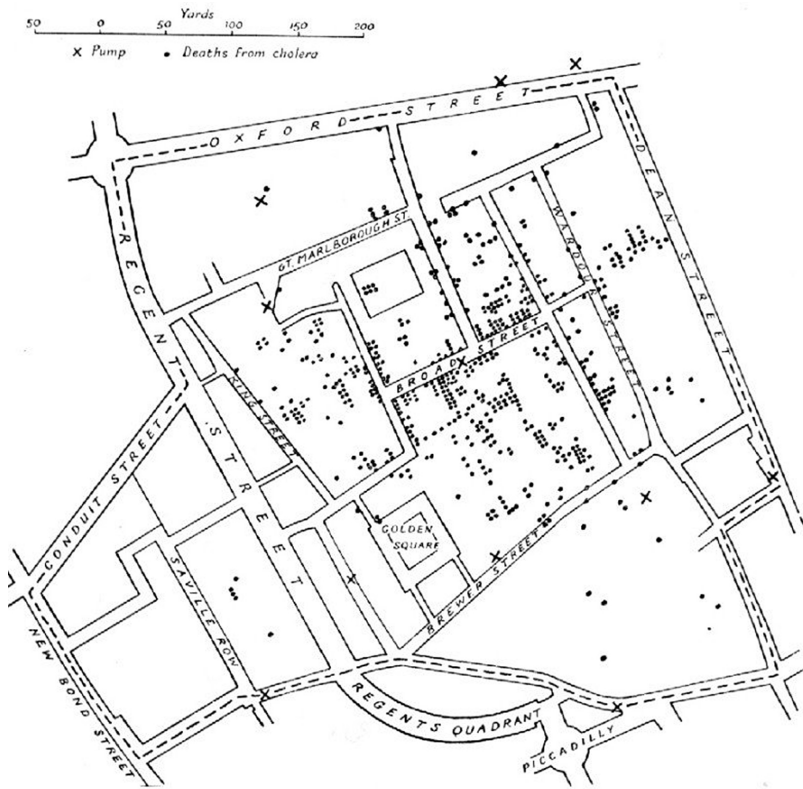 Yards
50 0 50 100 150 200
x Pump • Deaths from cholera
OXFORD STREET
DEAN STREET
REGENT STREET
GT. MARLBOROUGH ST.
WARDOUR STREET
BROAD STREET
KING STREET
CONDUIT STREET
GOLDEN
SQUARE
BREWER STREET
SAVILLE ROW
NEW BOND STREET
REGENTS QUADRANT
PICCADILLY